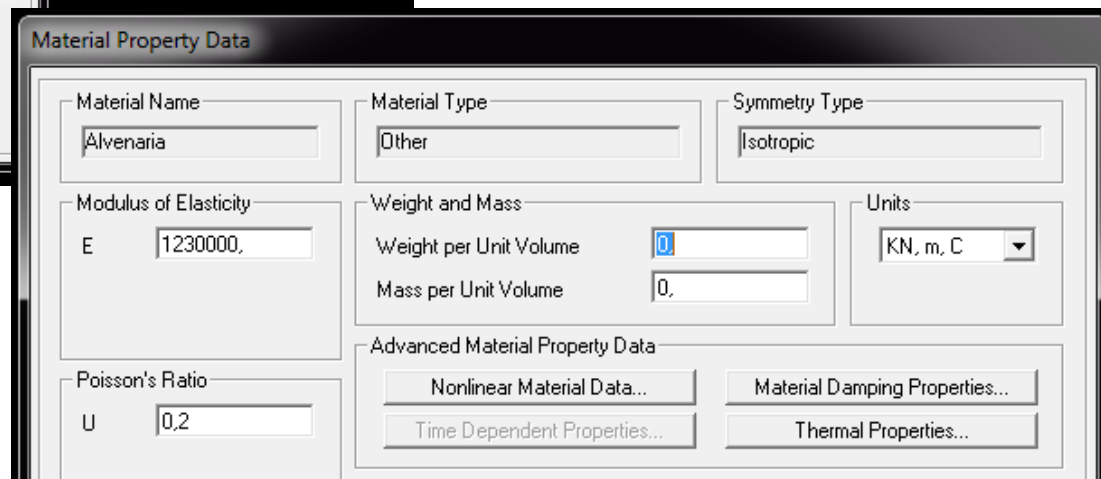 Material Property Data
Material Name
Alvenaria
Material Type
Other
Symmetry Type
Isotropic
Modulus of Elasticity
E 1230000,
Weight and Mass
Weight per Unit Volume 0,
Mass per Unit Volume 0,
Units
KN, m, C
Poisson's Ratio
U 0,2
Advanced Material Property Data
Nonlinear Material Data...
Material Damping Properties...
Time Dependent Properties...
Thermal Properties...